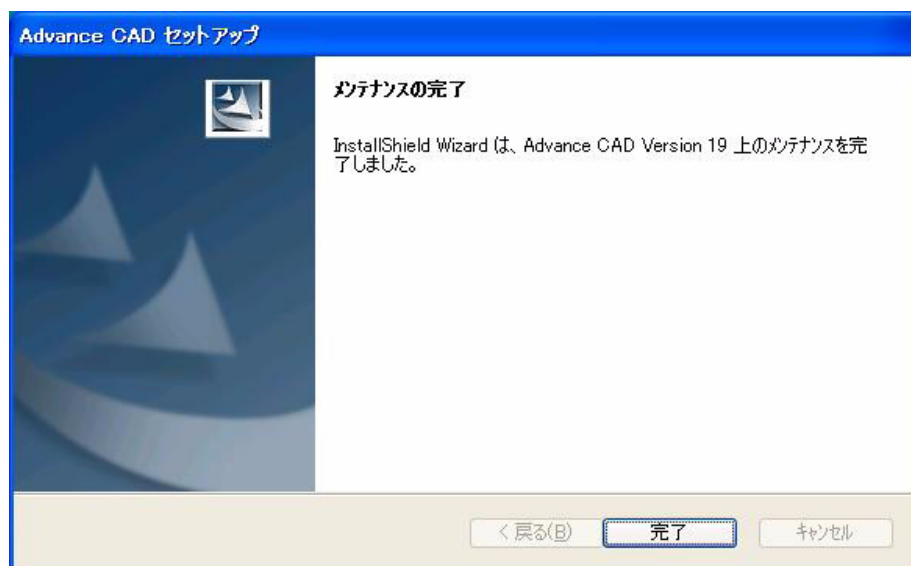 Advance CAD セットアップ
メンテナンスの完了
InstallShield Wizard は、Advance CAD Version 19 上のメンテナンスを完
了しました。
< 戻る(B)
完了
キャンセル